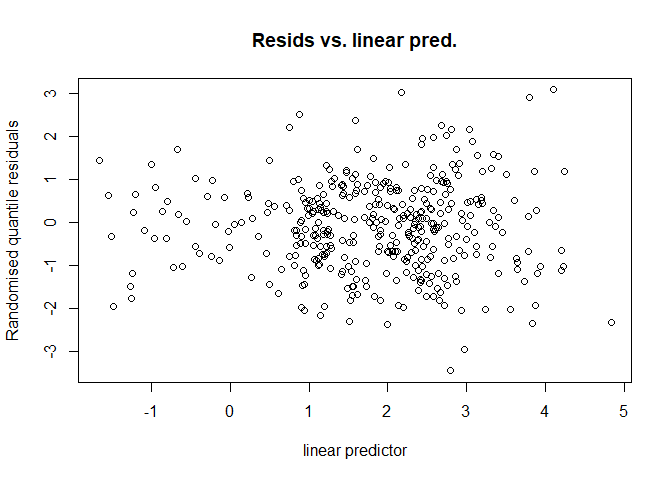 Resids vs. linear pred.
Randomised quantile residuals
3
2
1
0
-1
-2
-3
-1 0 1 2 3 4 5
linear predictor